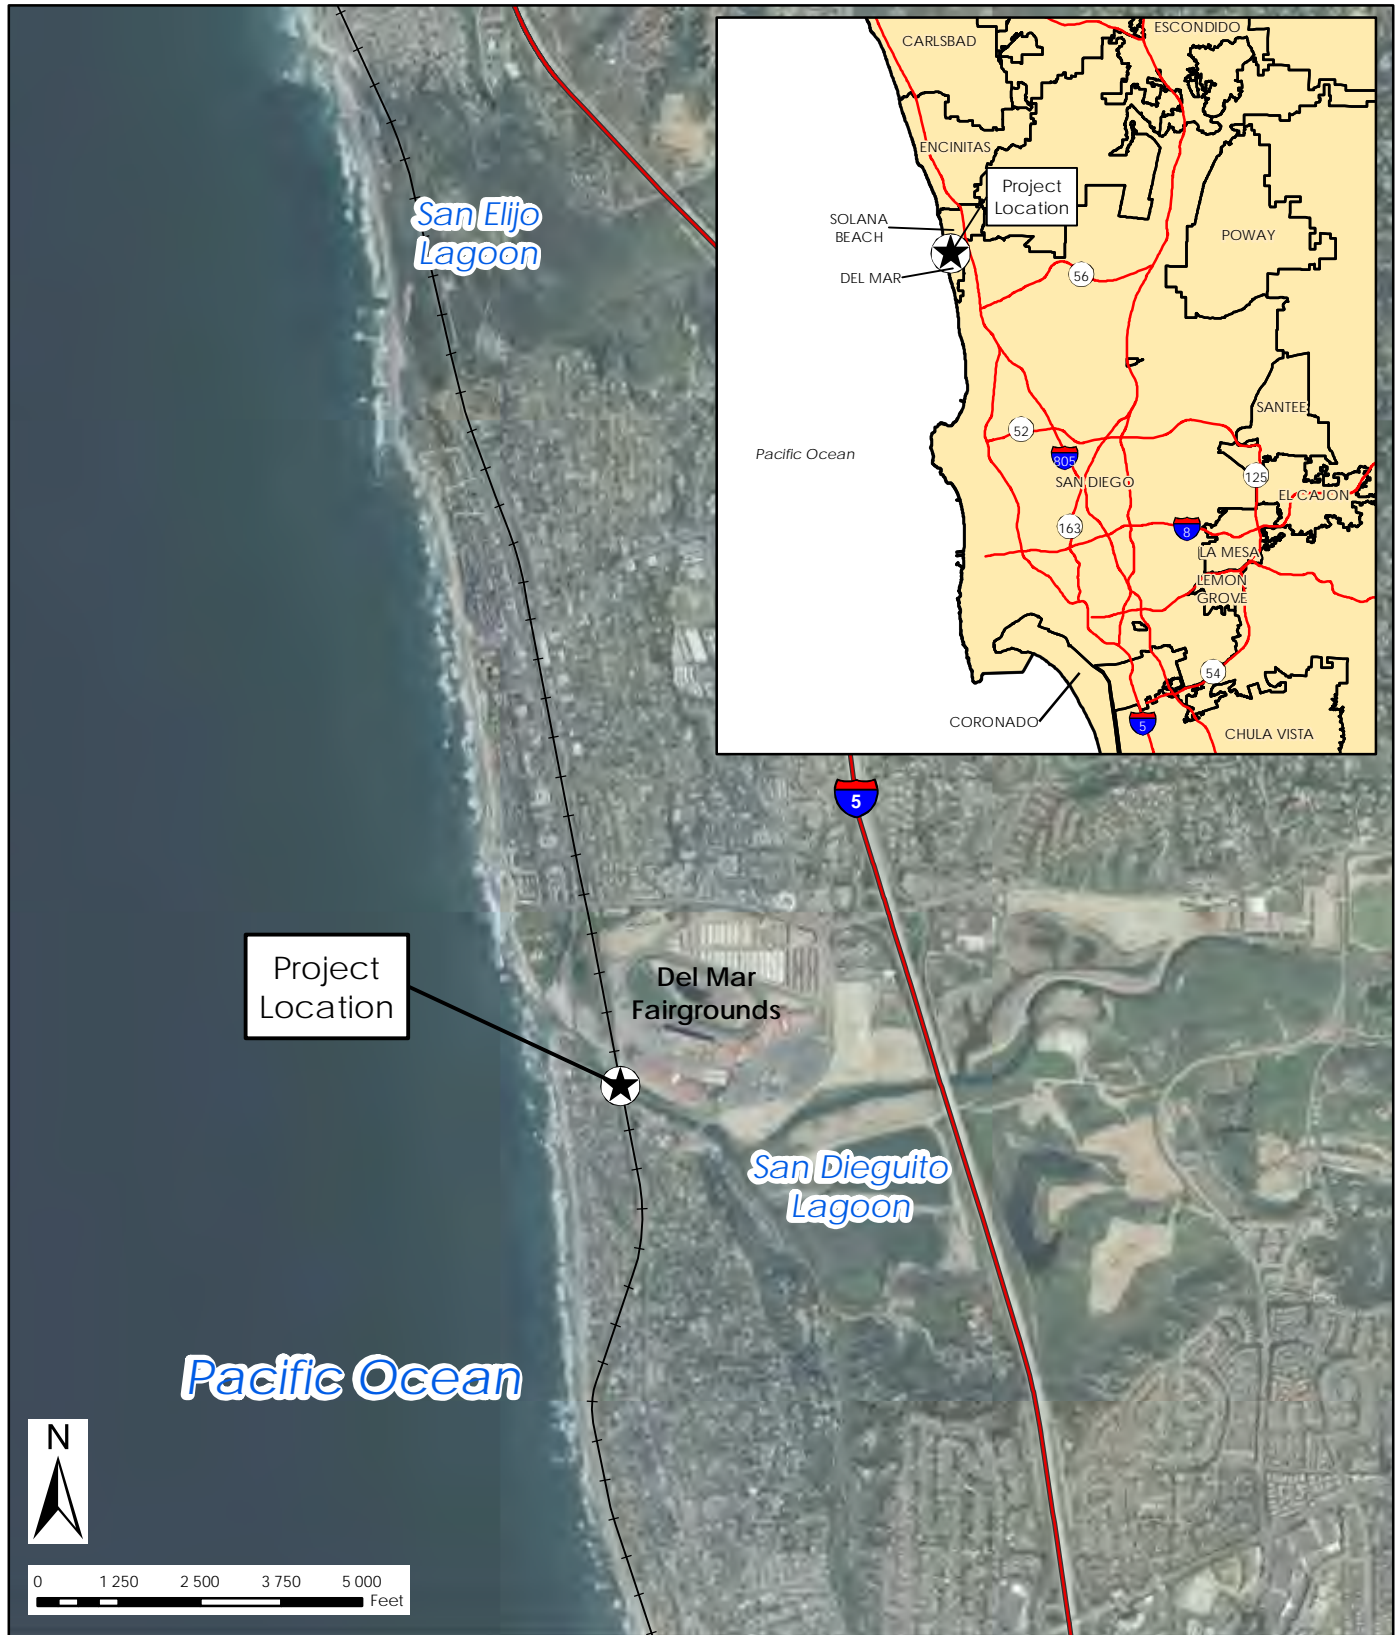 San Elijo
Lagoon
CARLSBAD
ESCONDIDO
ENCINITAS
Project
Location
SOLANA
BEACH
POWAY
DEL MAR
56
SANTEE
52
Pacific Ocean
805
SAN DIEGO
125
EL CAJON
163
8
LA MESA
LEMON
GROVE
54
CORONADO
5
CHULA VISTA
5
Project
Location
Del Mar
Fairgrounds
San Dieguito
Lagoon
Pacific Ocean
N
0 1 250 2 500 3 750 5 000
Feet